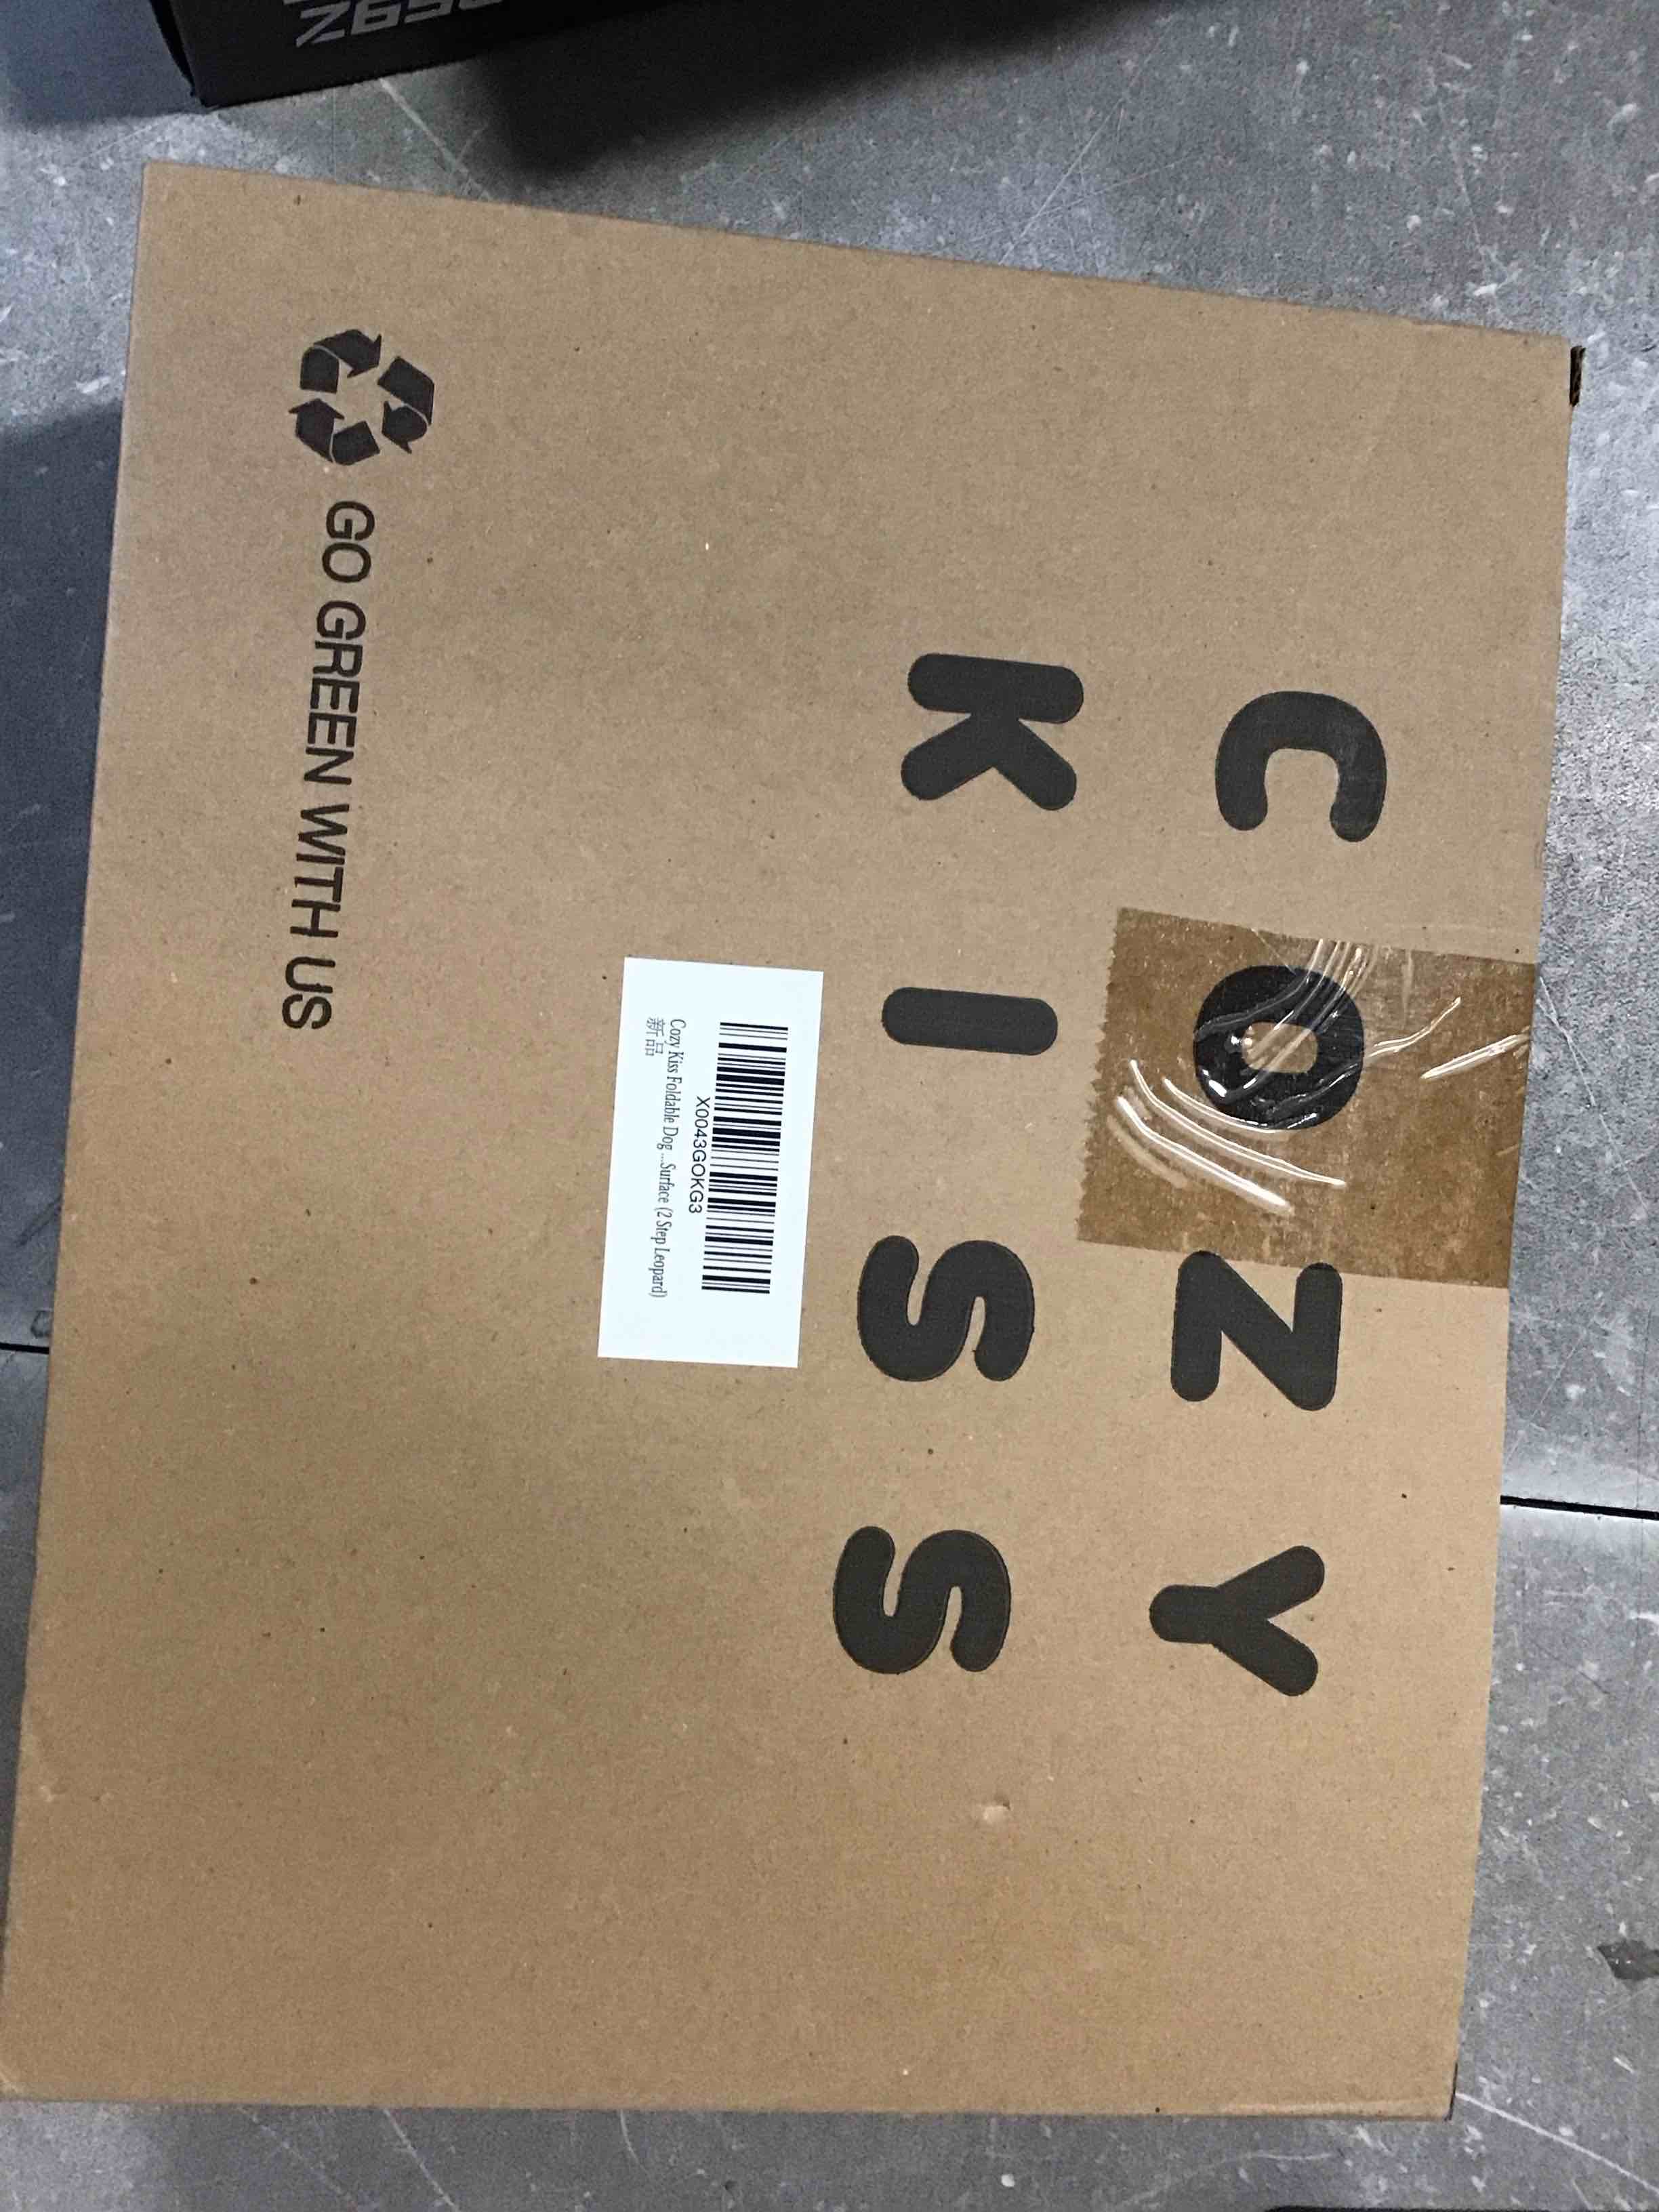 COZY
KISS
X0043GOKG3
Cozy Kiss Foldable Dog ...Surface (2 Step Leopard)
新品
GO GREEN WITH US